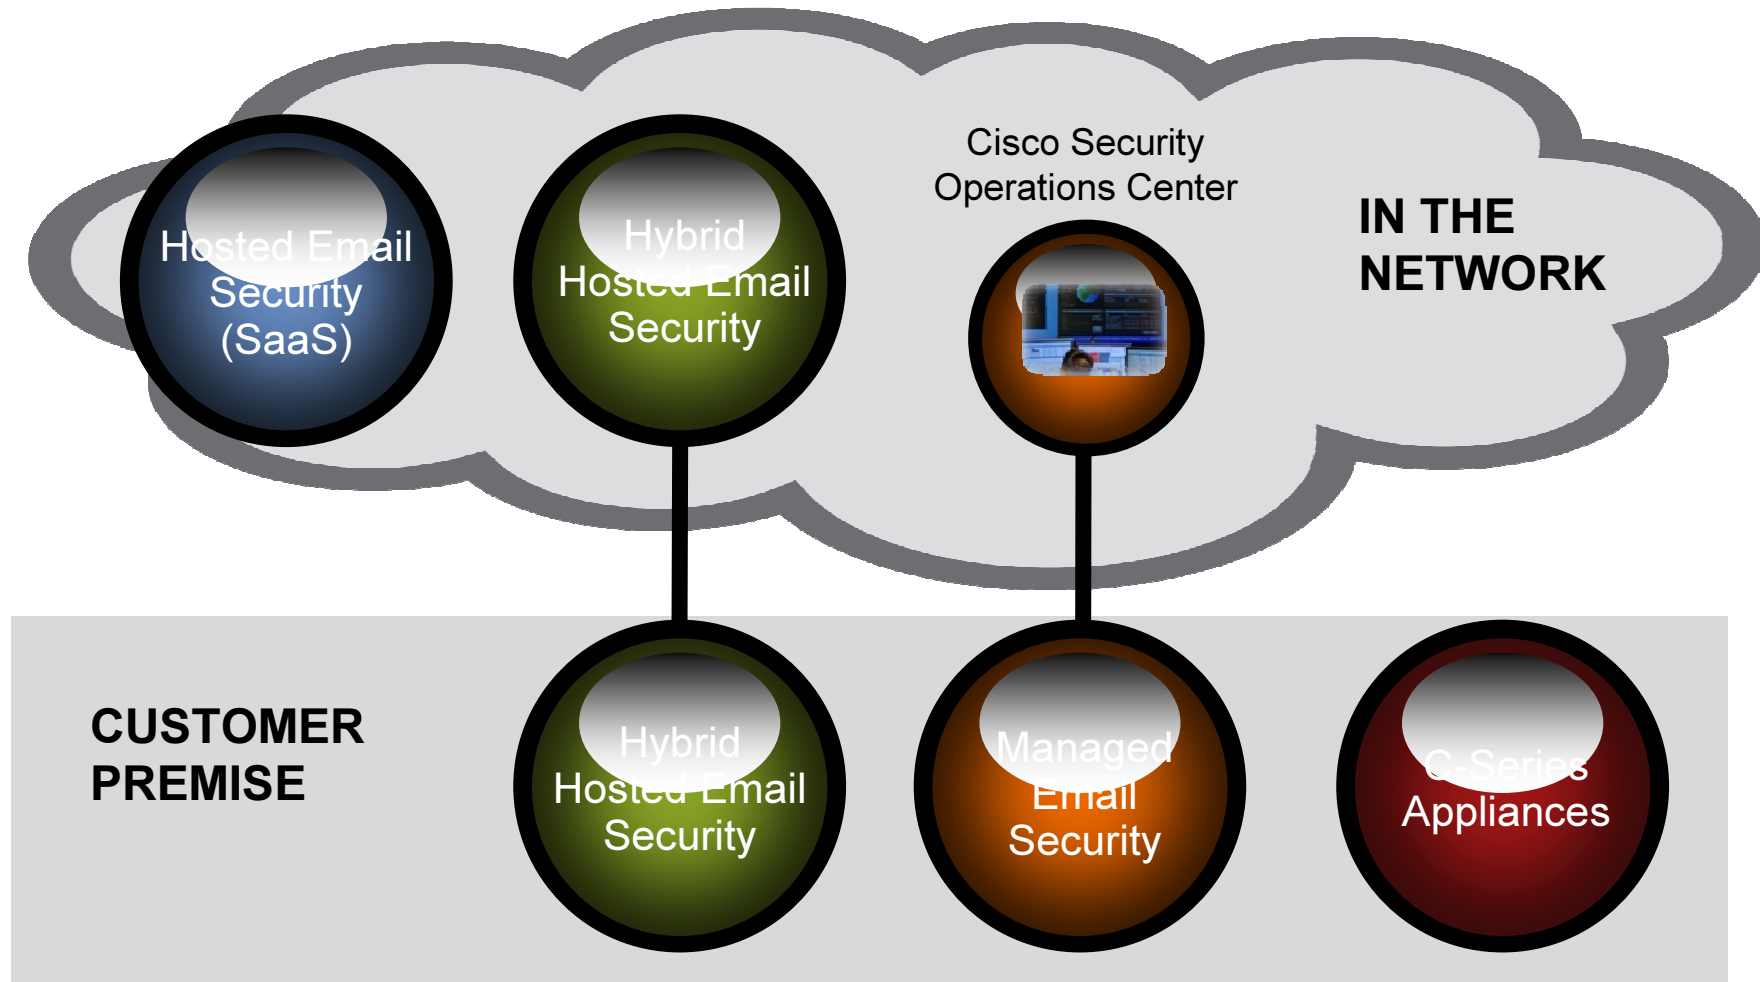 Cisco Security
Operations Center
IN THE
NETWORK
Hosted Email
Security
(SaaS)
Hybrid
Hosted Email
Security
CUSTOMER
PREMISE
Hybrid
Hosted Email
Security
Managed
Email
Security
C-Series
Appliances